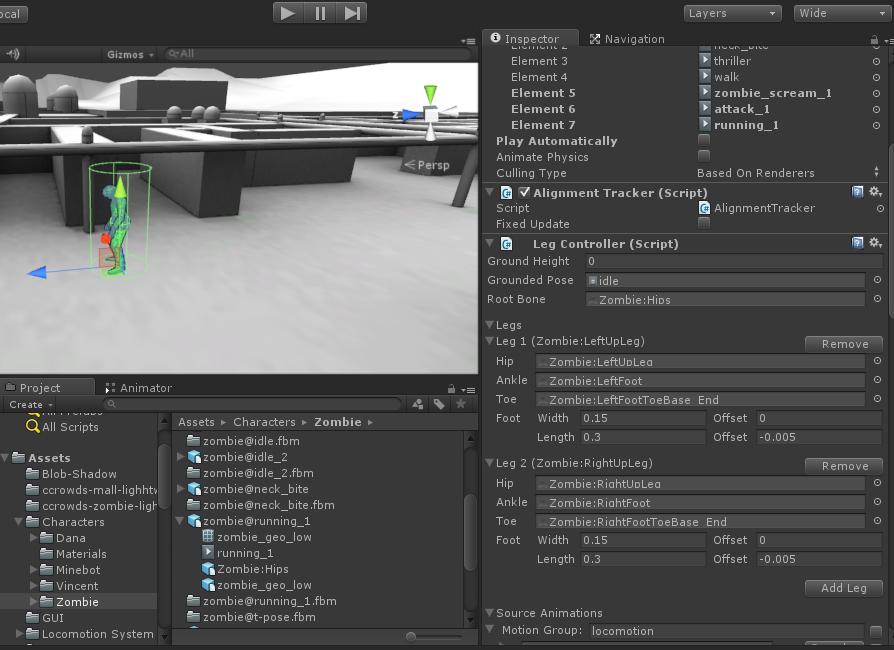 ocal
Layers
Wide
Gizmos
All
Persp
z
Inspector
Navigation
Element 2
neck_bite
Element 3
thriller
Element 4
walk
Element 5
zombie_scream_1
Element 6
attack_1
Element 7
running_1
Play Automatically
Animate Physics
Culling Type
Based On Renderers
Alignment Tracker (Script)
Script
AlignmentTracker
Fixed Update
Leg Controller (Script)
Ground Height
0
Grounded Pose
idle
Root Bone
Zombie:Hips
Legs
Leg 1 (Zombie:LeftUpLeg)
Remove
Hip
Zombie:LeftUpLeg
Ankle
Zombie:LeftFoot
Toe
Zombie:LeftFootToeBase_End
Foot
Width
0.15
Offset
0
Length
0.3
Offset
-0.005
Leg 2 (Zombie:RightUpLeg)
Remove
Hip
Zombie:RightUpLeg
Ankle
Zombie:RightFoot
Toe
Zombie:RightFootToeBase_End
Foot
Width
0.15
Offset
0
Length
0.3
Offset
-0.005
Add Leg
Source Animations
Motion Group:
locomotion
Project
Animator
Create
All Prefabs
All Scripts
Assets
Blob-Shadow
ccrowds-mall-lightw
ccrowds-zombie-ligh
Characters
Dana
Materials
Minebot
Vincent
Zombie
GUI
Locomotion System
Assets
Characters
Zombie
zombie@idle.fbm
zombie@idle_2
zombie@idle_2.fbm
zombie@neck_bite
zombie@neck_bite.fbm
zombie@running_1
zombie_geo_low
running_1
Zombie:Hips
zombie_geo_low
zombie@running_1.fbm
zombie@t-pose.fbm